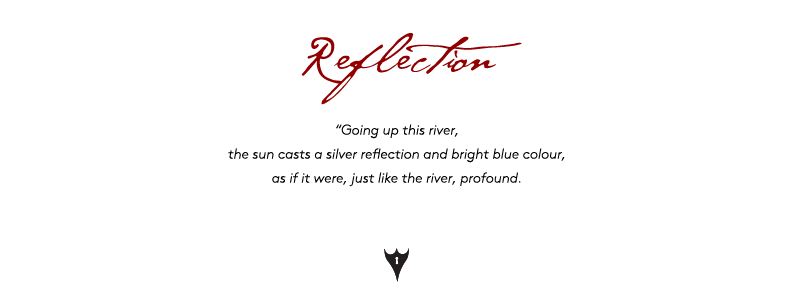 Reflection
“Going up this river,
the sun casts a silver reflection and bright blue colour,
as if it were, just like the river, profound.
1